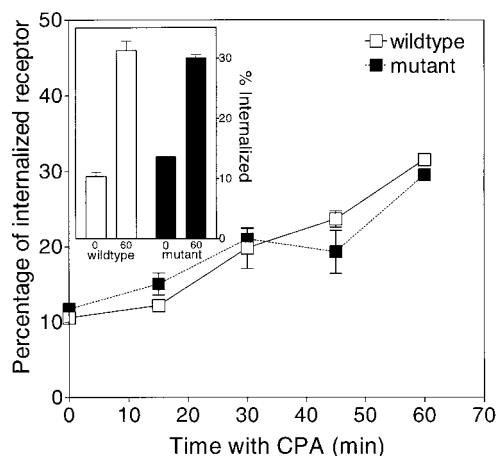 50
40
30
20
10
0
Percentage of internalized receptor
0 10 20 30 40 50 60 70
Time with CPA (min)
wildtype
mutant
30
20
10
0
% Internalized
0 60 0 60
wildtype mutant